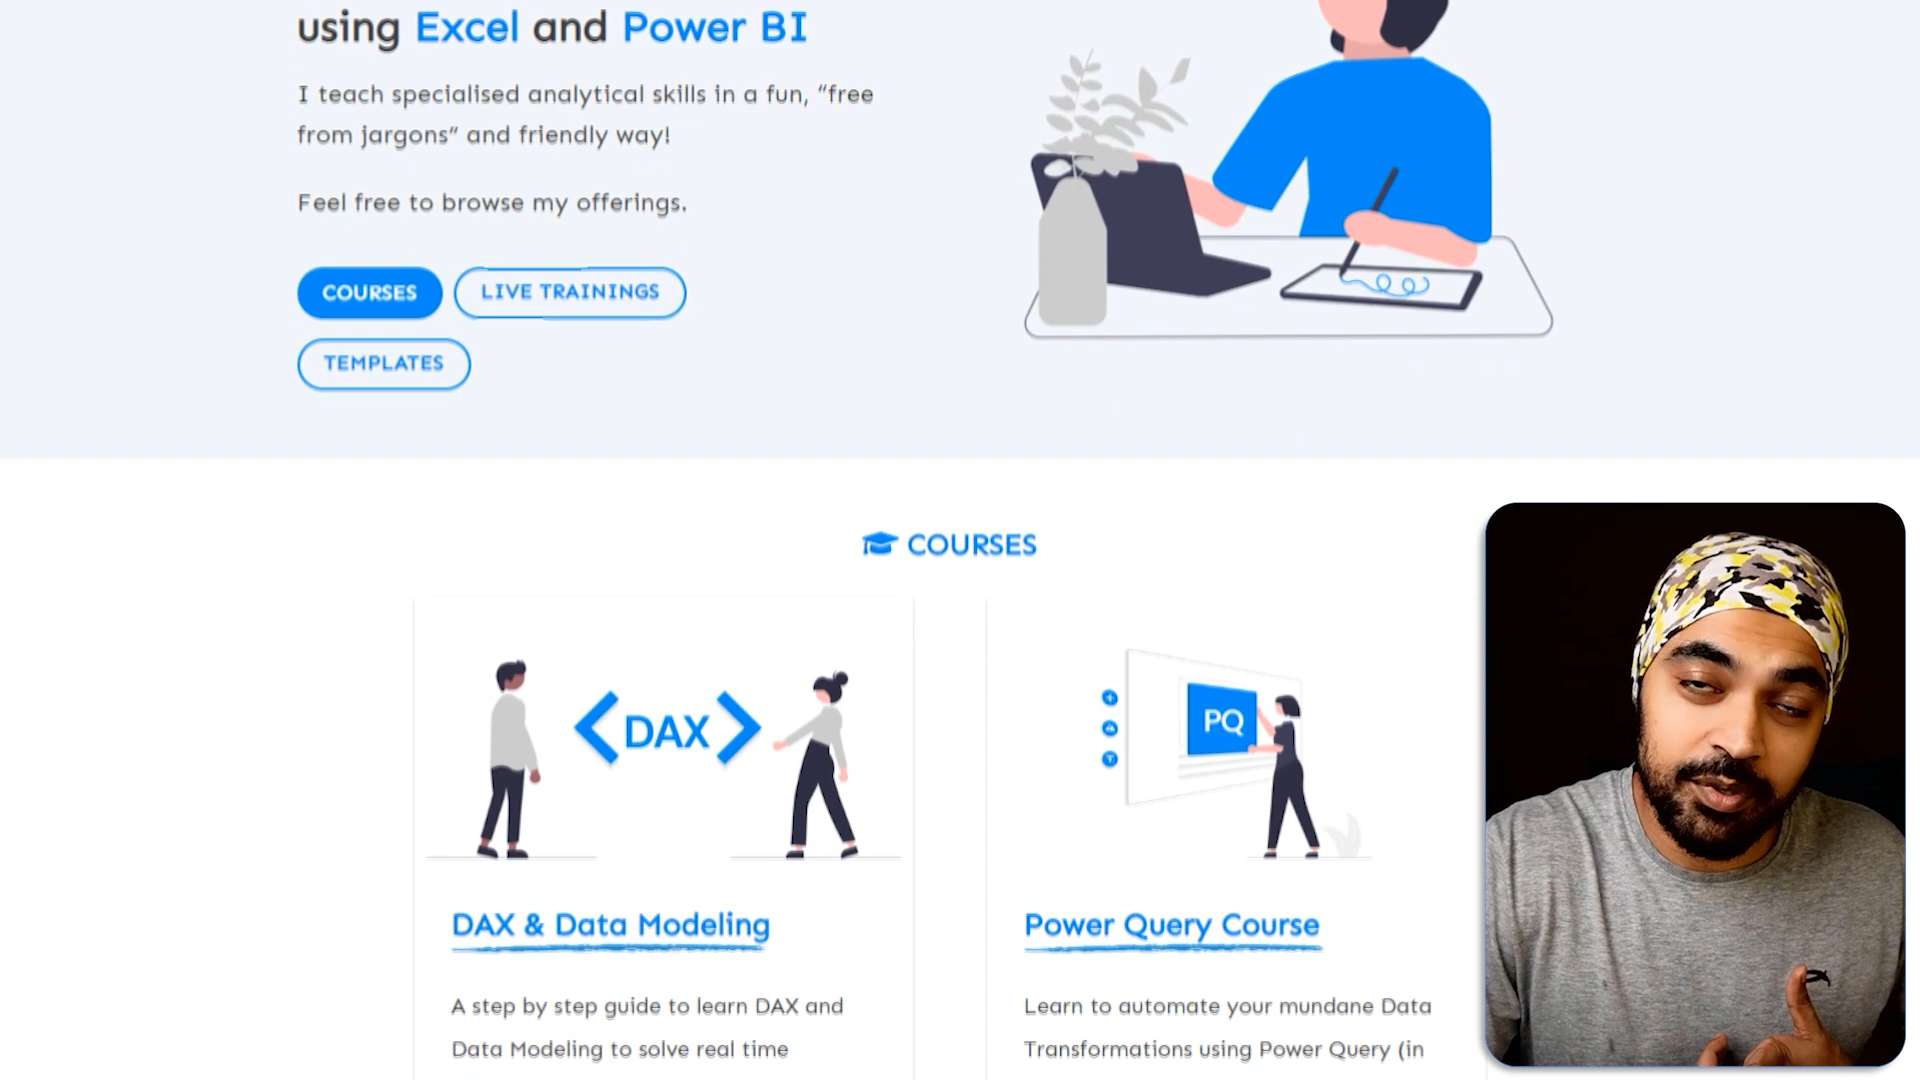 using Excel and Power BI
I teach specialised analytical skills in a fun, “free
from jargons” and friendly way!
Feel free to browse my offerings.
COURSES
LIVE TRAININGS
TEMPLATES
COURSES
DAX
PQ
DAX & Data Modeling
A step by step guide to learn DAX and
Data Modeling to solve real time
Power Query Course
Learn to automate your mundane Data
Transformations using Power Query (in